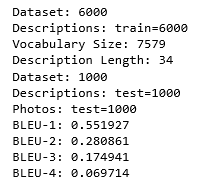 Dataset: 6000
Descriptions: train=6000
Vocabulary Size: 7579
Description Length: 34
Dataset: 1000
Descriptions: test=1000
Photos: test=1000
BLEU-1: 0.551927
BLEU-2: 0.280861
BLEU-3: 0.174941
BLEU-4: 0.069714